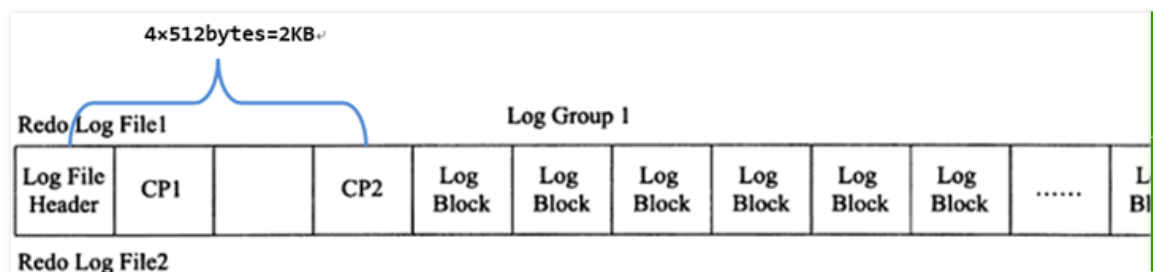 4×512bytes=2KB↵
Redo Log File1
Log Group 1
Log File Header
CP1
CP2
Log Block
Log Block
Log Block
Log Block
Log Block
Log Block
......
Redo Log File2